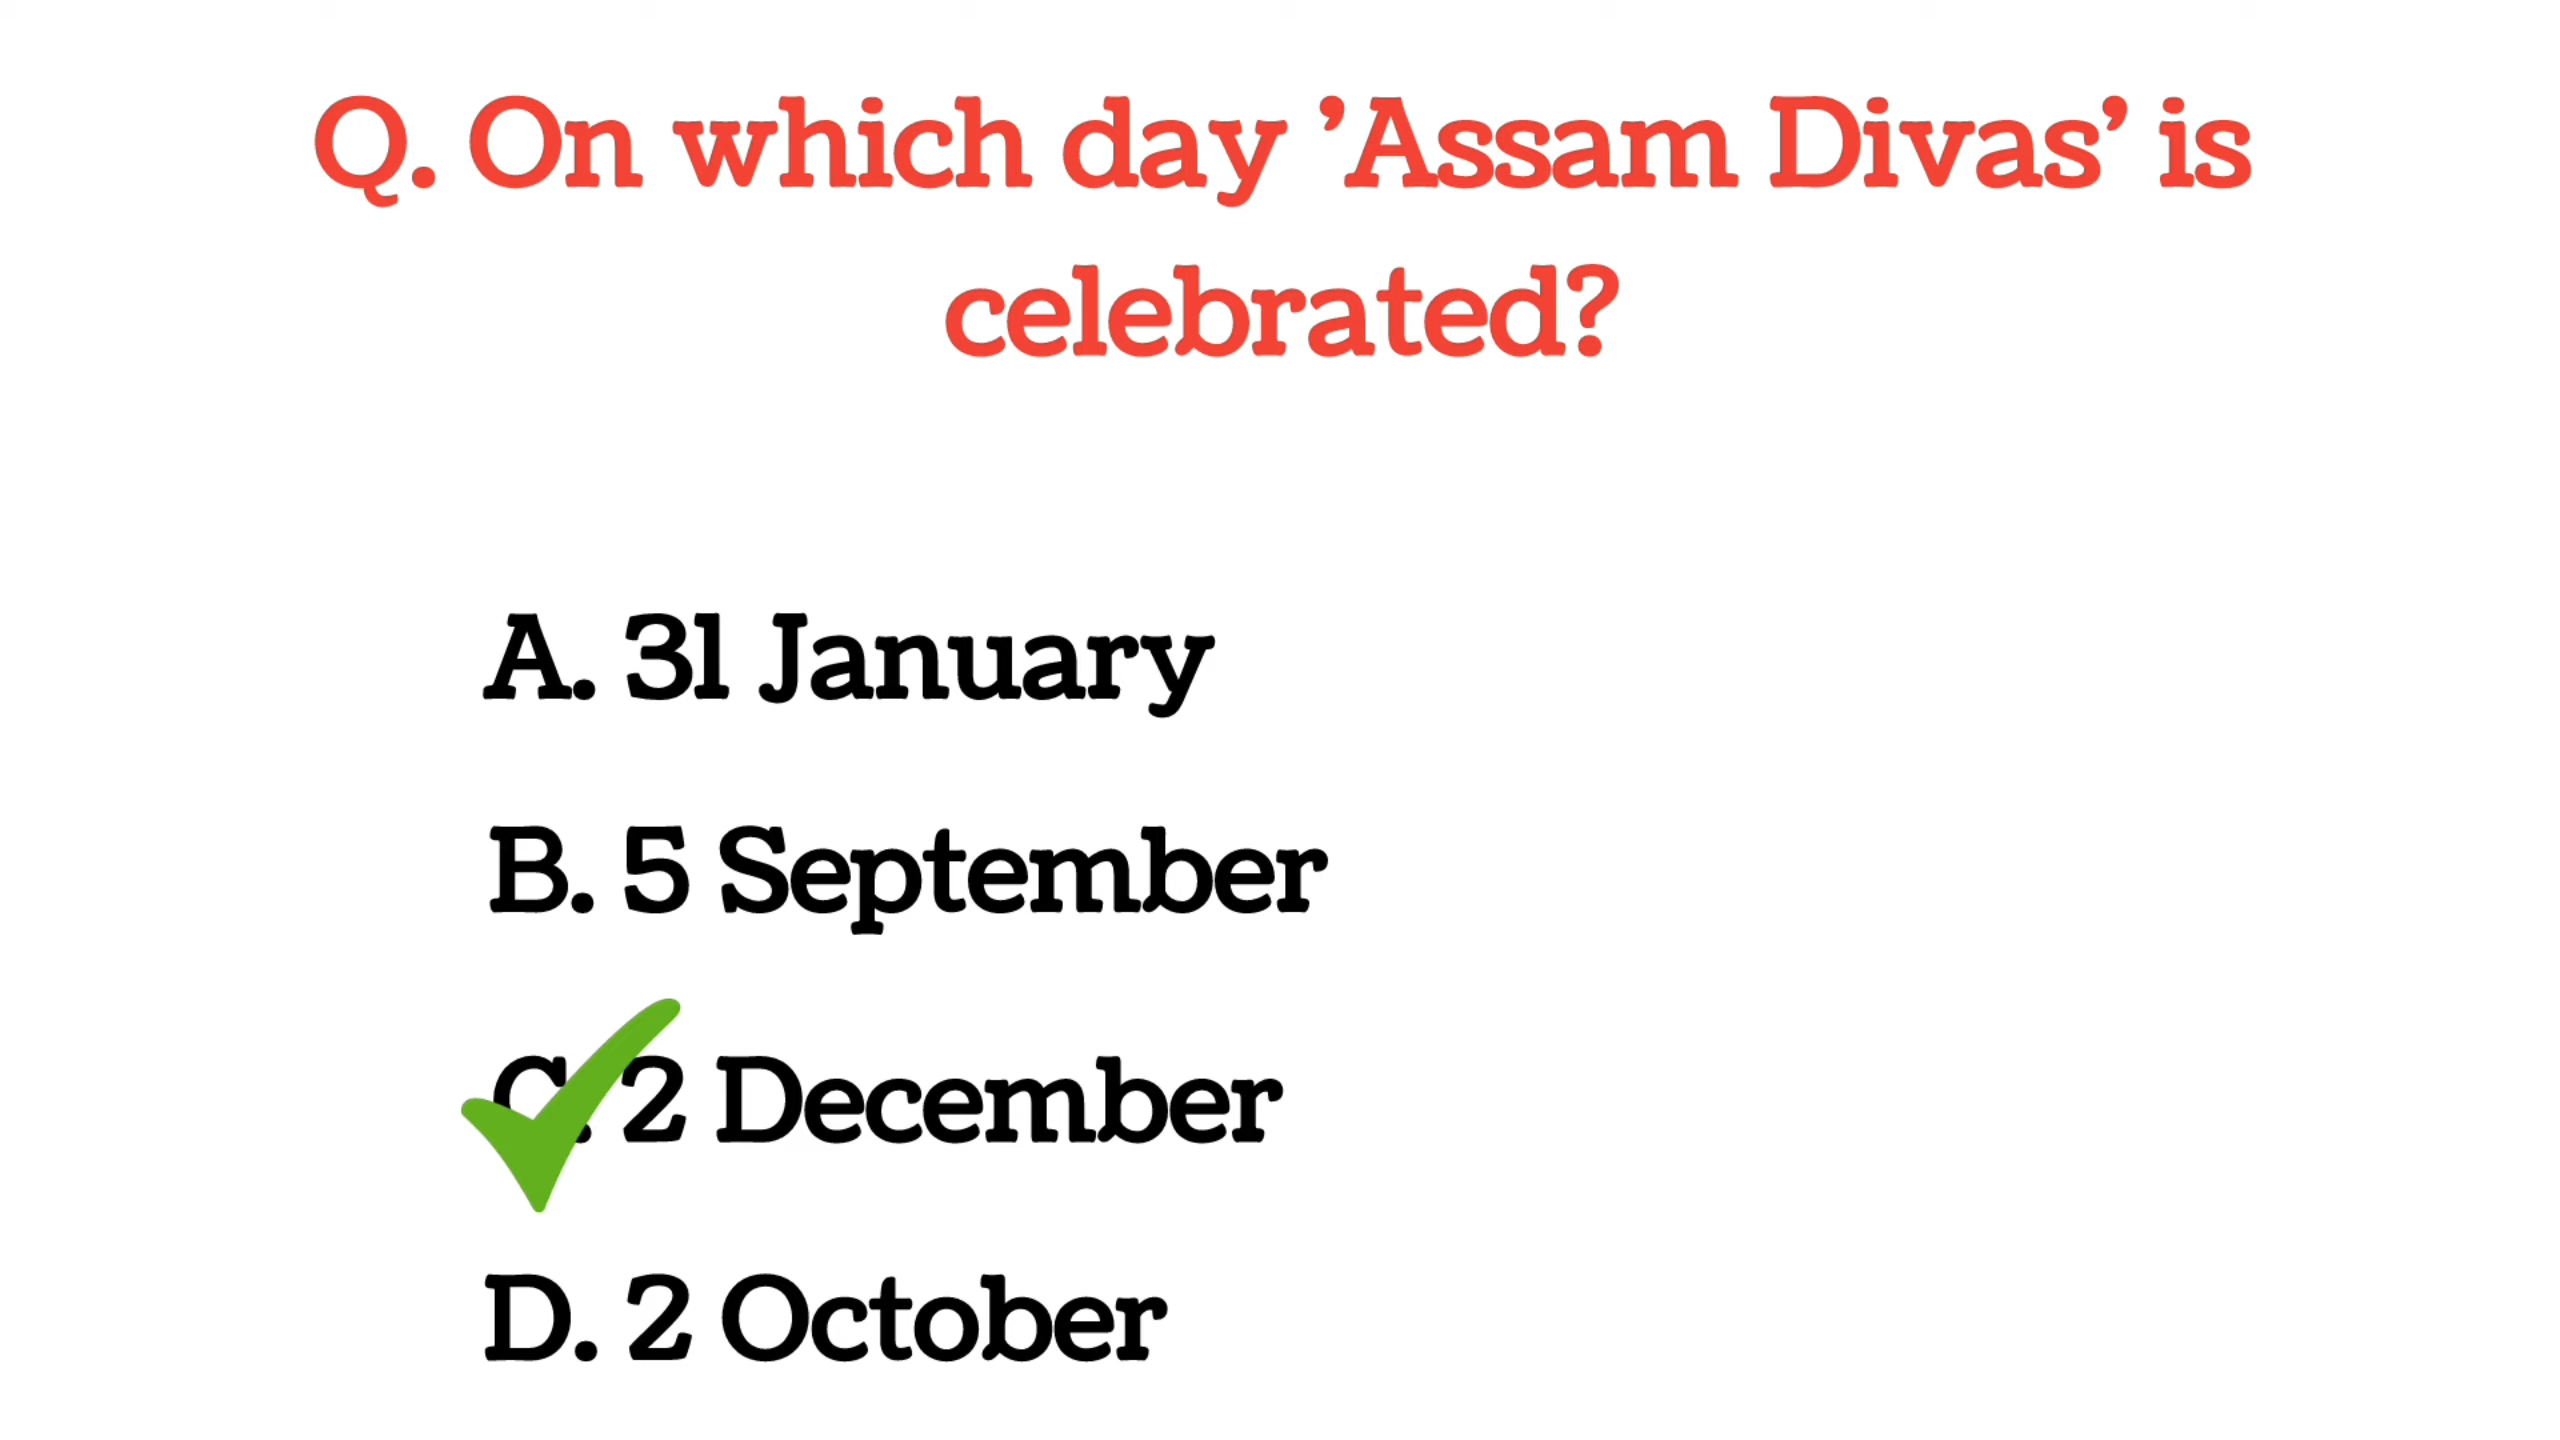 Q. On which day ’Assam Divas’ is
celebrated?
A. 31 January
B. 5 September
C. 2 December
D. 2 October